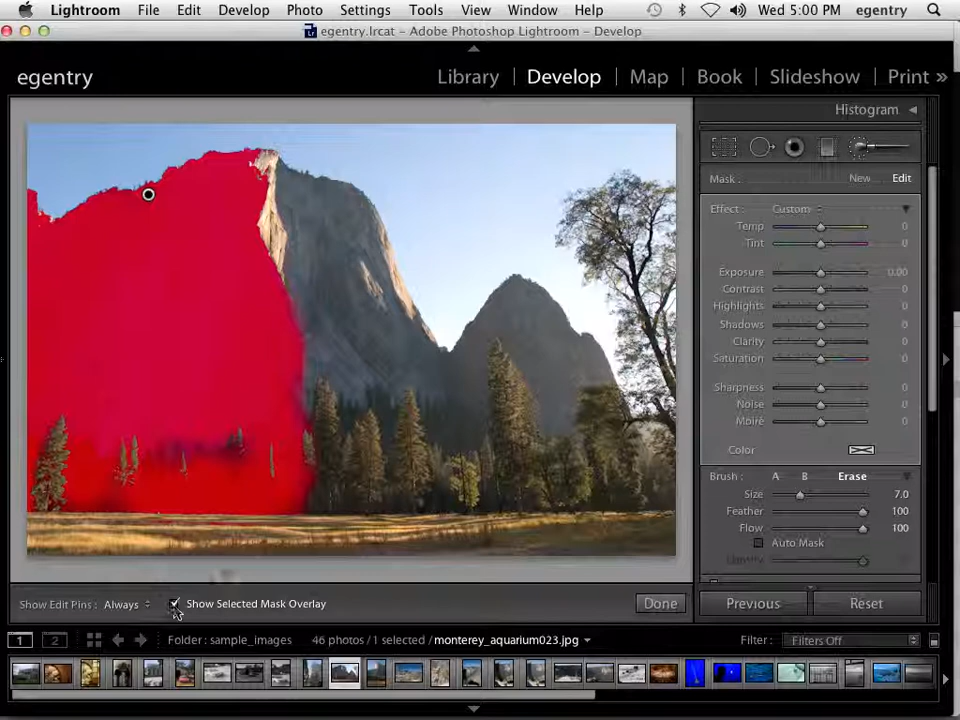 Lightroom File Edit Develop Photo Settings Tools View Window Help Wed 5:00 PM egentry
egentry.lrcat – Adobe Photoshop Lightroom – Develop
egentry Library | Develop | Map | Book | Slideshow | Print »
Histogram
Mask : New Edit
Effect : Custom
Temp 0
Tint 0
Exposure 0.00
Contrast 0
Highlights 0
Shadows 0
Clarity 0
Saturation 0
Sharpness 0
Noise 0
Moiré 0
Color
Brush : A B Erase
Size 7.0
Feather 100
Flow 100
Auto Mask
Density
Show Edit Pins : Always Show Selected Mask Overlay Done Previous Reset
1 2 Folder : sample_images 46 photos / 1 selected / monterey_aquarium023.jpg Filter : Filters Off